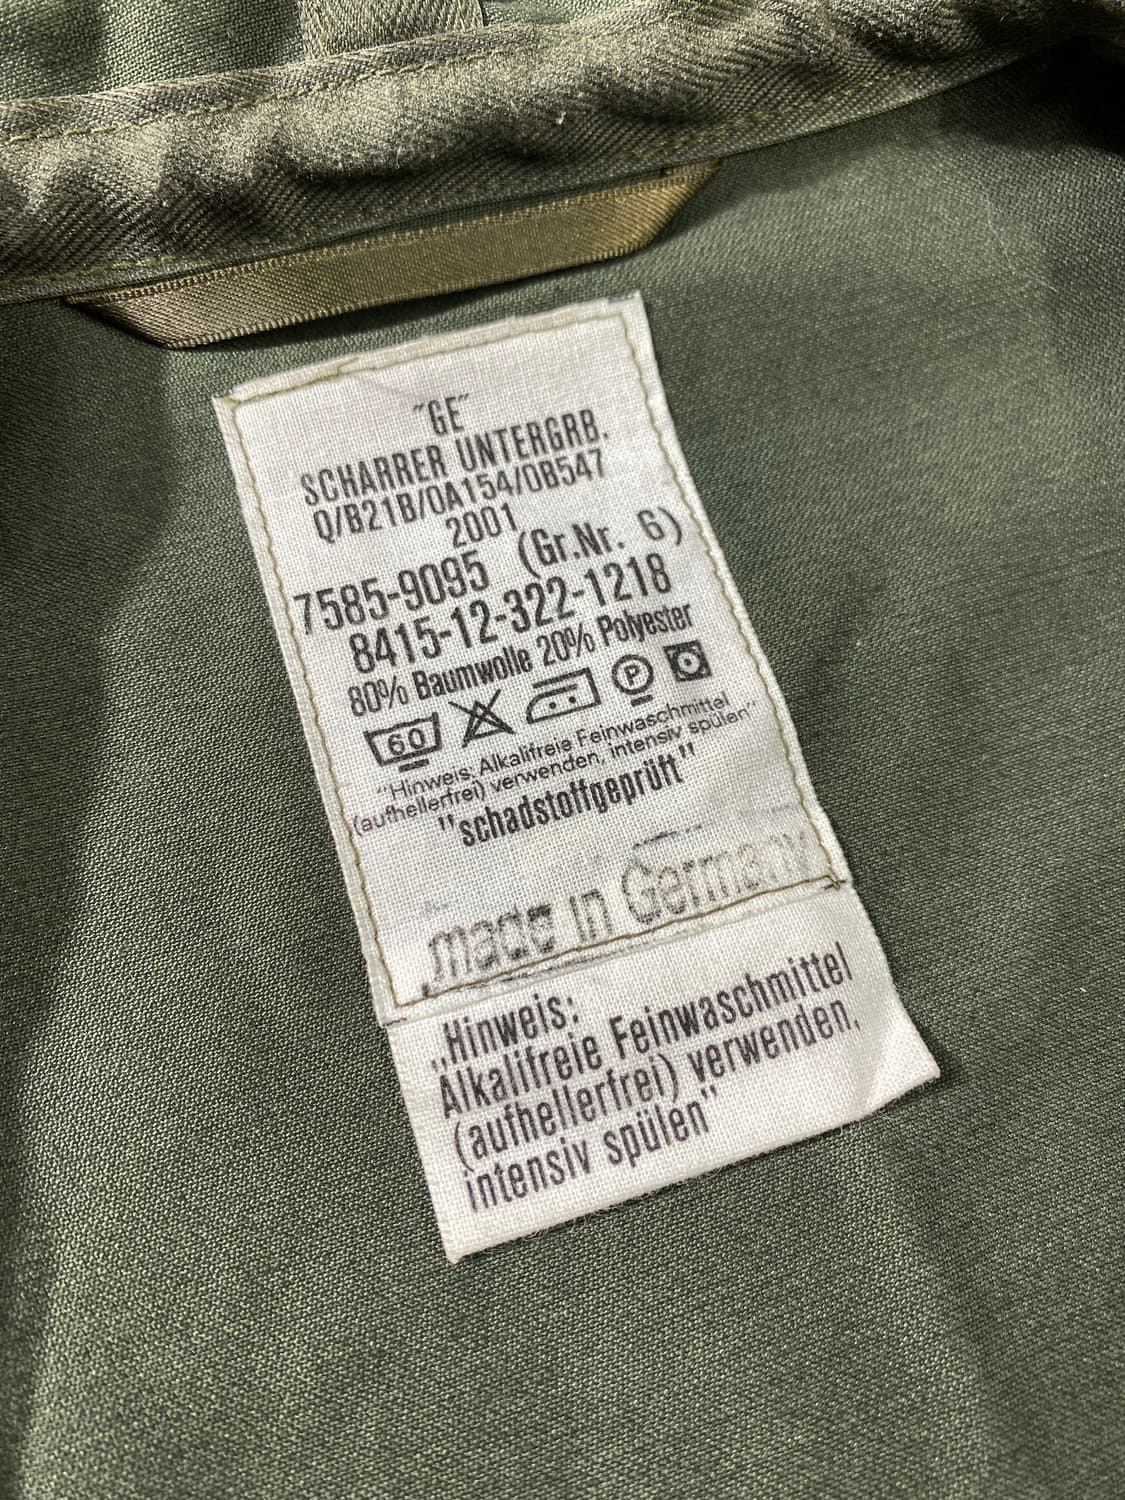 "GE"
SCHARRER UNTERGRB.
Q/B21B/0A154/0B547
2001
7585-9095 (Gr.Nr. 6)
8415-12-322-1218
80% Baumwolle 20% Polyester
60 P
"Hinweis: Alkalifreie Feinwaschmittel
(aufhellerfrei) verwenden, intensiv spülen"
"schadstoffgeprüft"
made in Germany
„Hinweis:
Alkalifreie Feinwaschmittel
(aufhellerfrei) verwenden,
intensiv spülen"